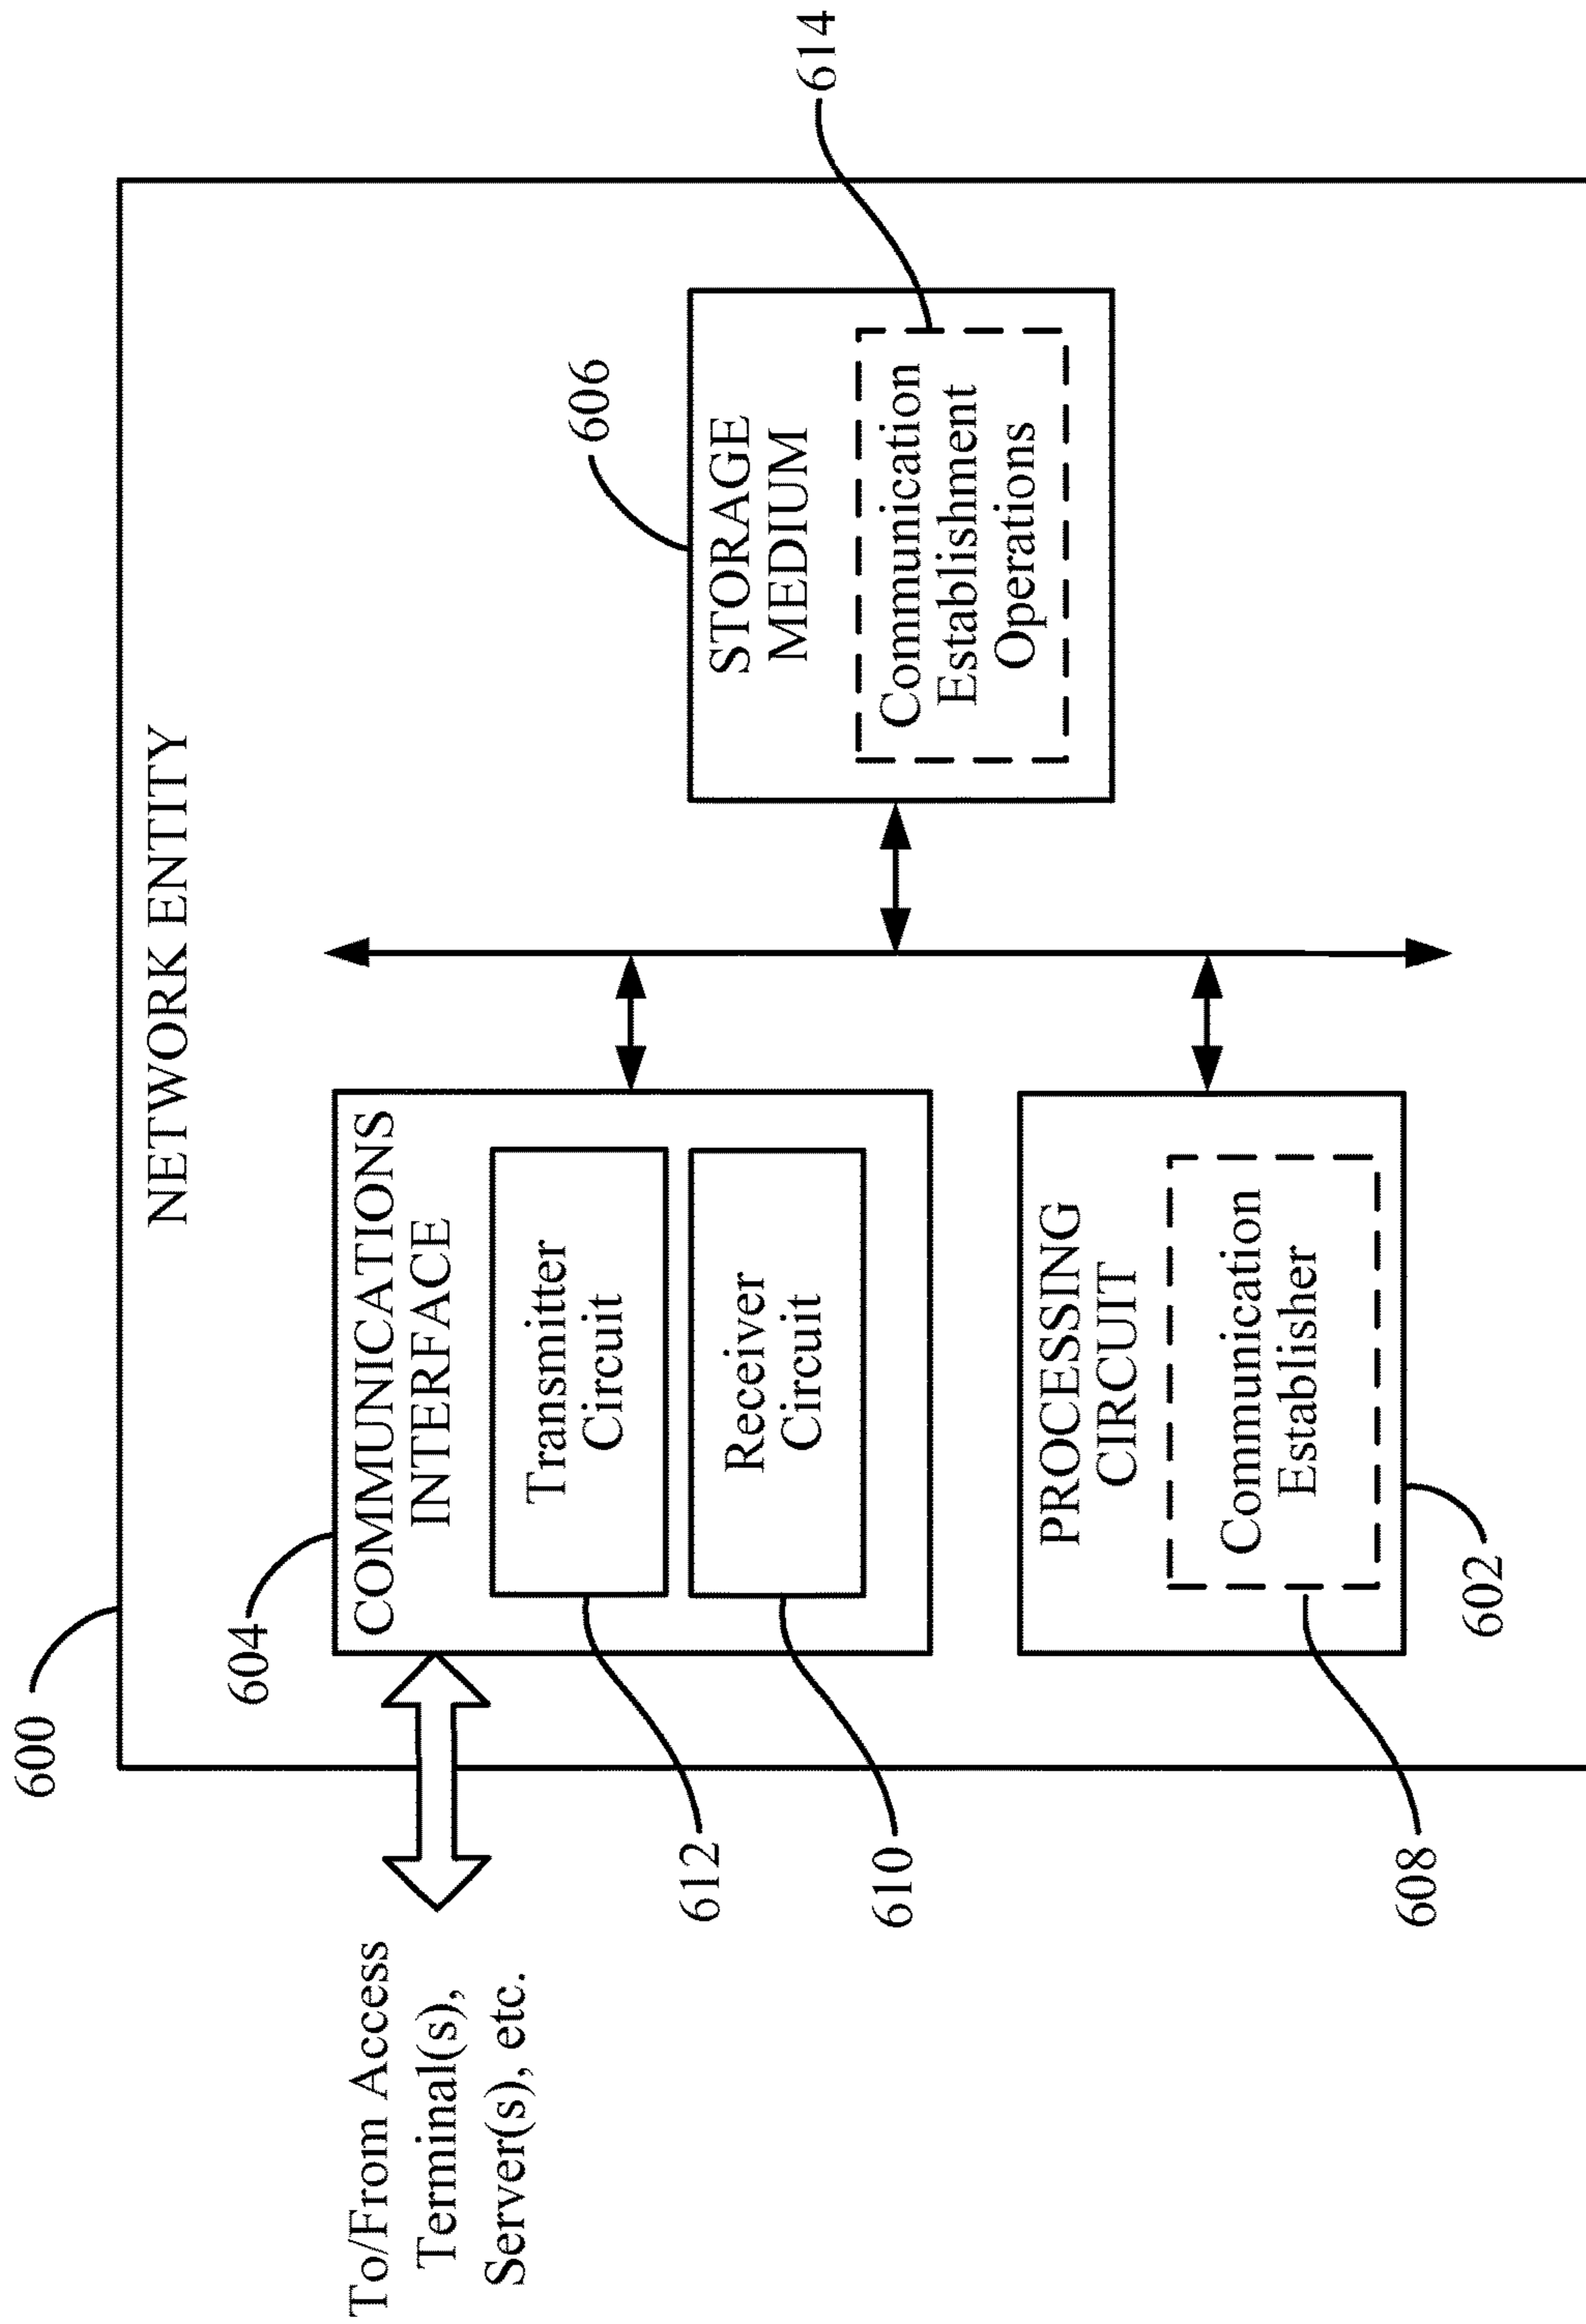 600
NETWORK ENTITY
604
COMMUNICATIONS
INTERFACE
Transmitter
Circuit
Receiver
Circuit
To/From Access
Terminal(s),
Server(s), etc.
612
610
606
STORAGE
MEDIUM
Communication
Establishment
Operations
614
PROCESSING
CIRCUIT
Communication
Establisher
608
602